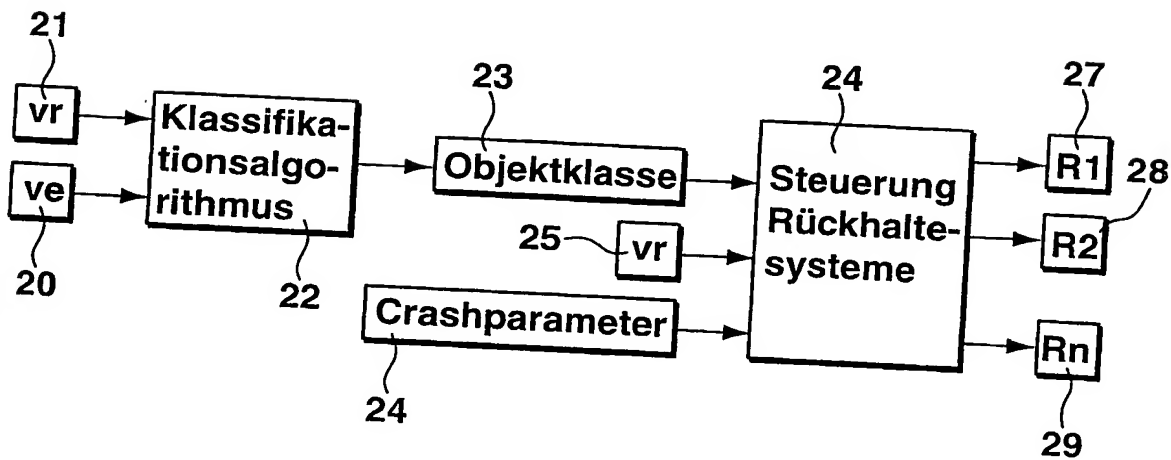 21
vr
ve
20
Klassifika-
tionsalgo-
rithmus
22
23
Objektklasse
25
vr
Crashparameter
24
24
Steuerung
Rückhalte-
systeme
27
R1
28
R2
Rn
29